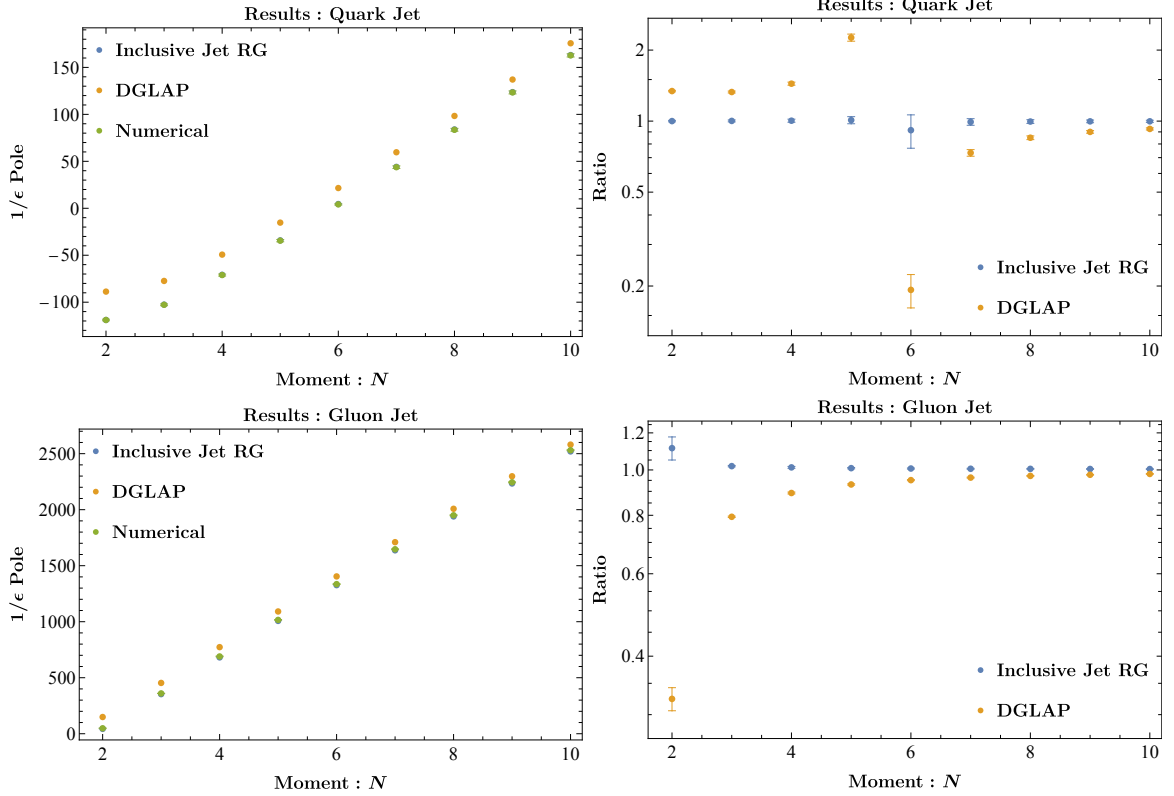 Results : Quark Jet
Inclusive Jet RG
DGLAP
Numerical
1/ϵ Pole
150
100
50
0
−50
−100
2
4
6
8
10
Moment : N
Results : Quark Jet
Ratio
2
1
0.5
0.2
Inclusive Jet RG
DGLAP
2
4
6
8
10
Moment : N
Results : Gluon Jet
Inclusive Jet RG
DGLAP
Numerical
1/ϵ Pole
2500
2000
1500
1000
500
0
2
4
6
8
10
Moment : N
Results : Gluon Jet
Ratio
1.2
1.0
0.8
0.6
0.4
Inclusive Jet RG
DGLAP
2
4
6
8
10
Moment : N